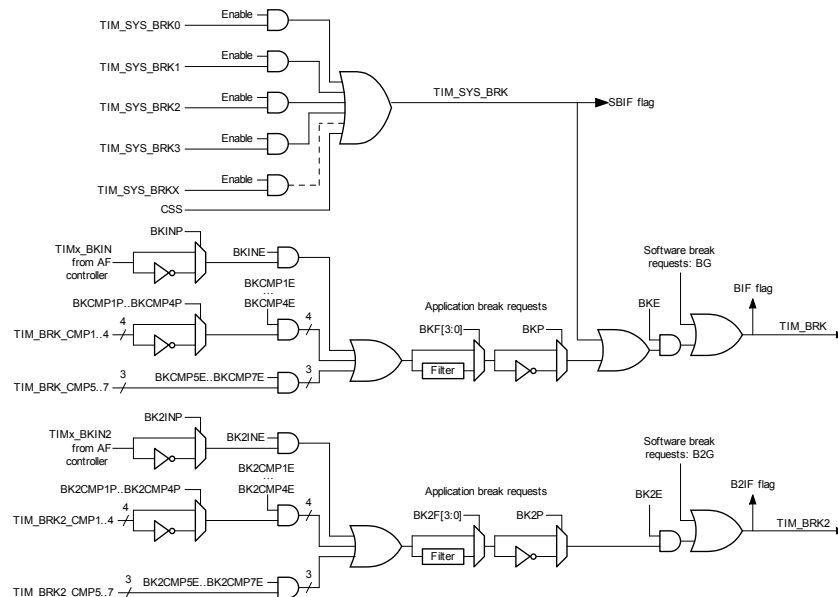 Enable
TIM_SYS_BRK0
Enable
TIM_SYS_BRK1
TIM_SYS_BRK
SBIF flag
Enable
TIM_SYS_BRK2
Enable
TIM_SYS_BRK3
Enable
TIM_SYS_BRKX
CSS
BKINP
TIMx_BKIN
from AF
controller
BKINE
Software break
requests: BG
BKCMP1E
...
BKCMP4E
BIF flag
BKCMP1P..BKCMP4P
Application break requests
4
TIM_BRK_CMP1..4
4
BKF[3:0]
BKP
BKE
TIM_BRK
Filter
3
TIM_BRK_CMP5..7
BKCMP5E..BKCMP7E
3
BK2INP
TIMx_BKIN2
from AF
controller
BK2INE
Software break
requests: B2G
BK2CMP1E
...
BK2CMP4E
B2IF flag
BK2CMP1P..BK2CMP4P
Application break requests
4
TIM_BRK2_CMP1..4
4
BK2F[3:0]
BK2P
BK2E
TIM_BRK2
Filter
3
TIM_BRK2_CMP5..7
BK2CMP5E..BK2CMP7E
3